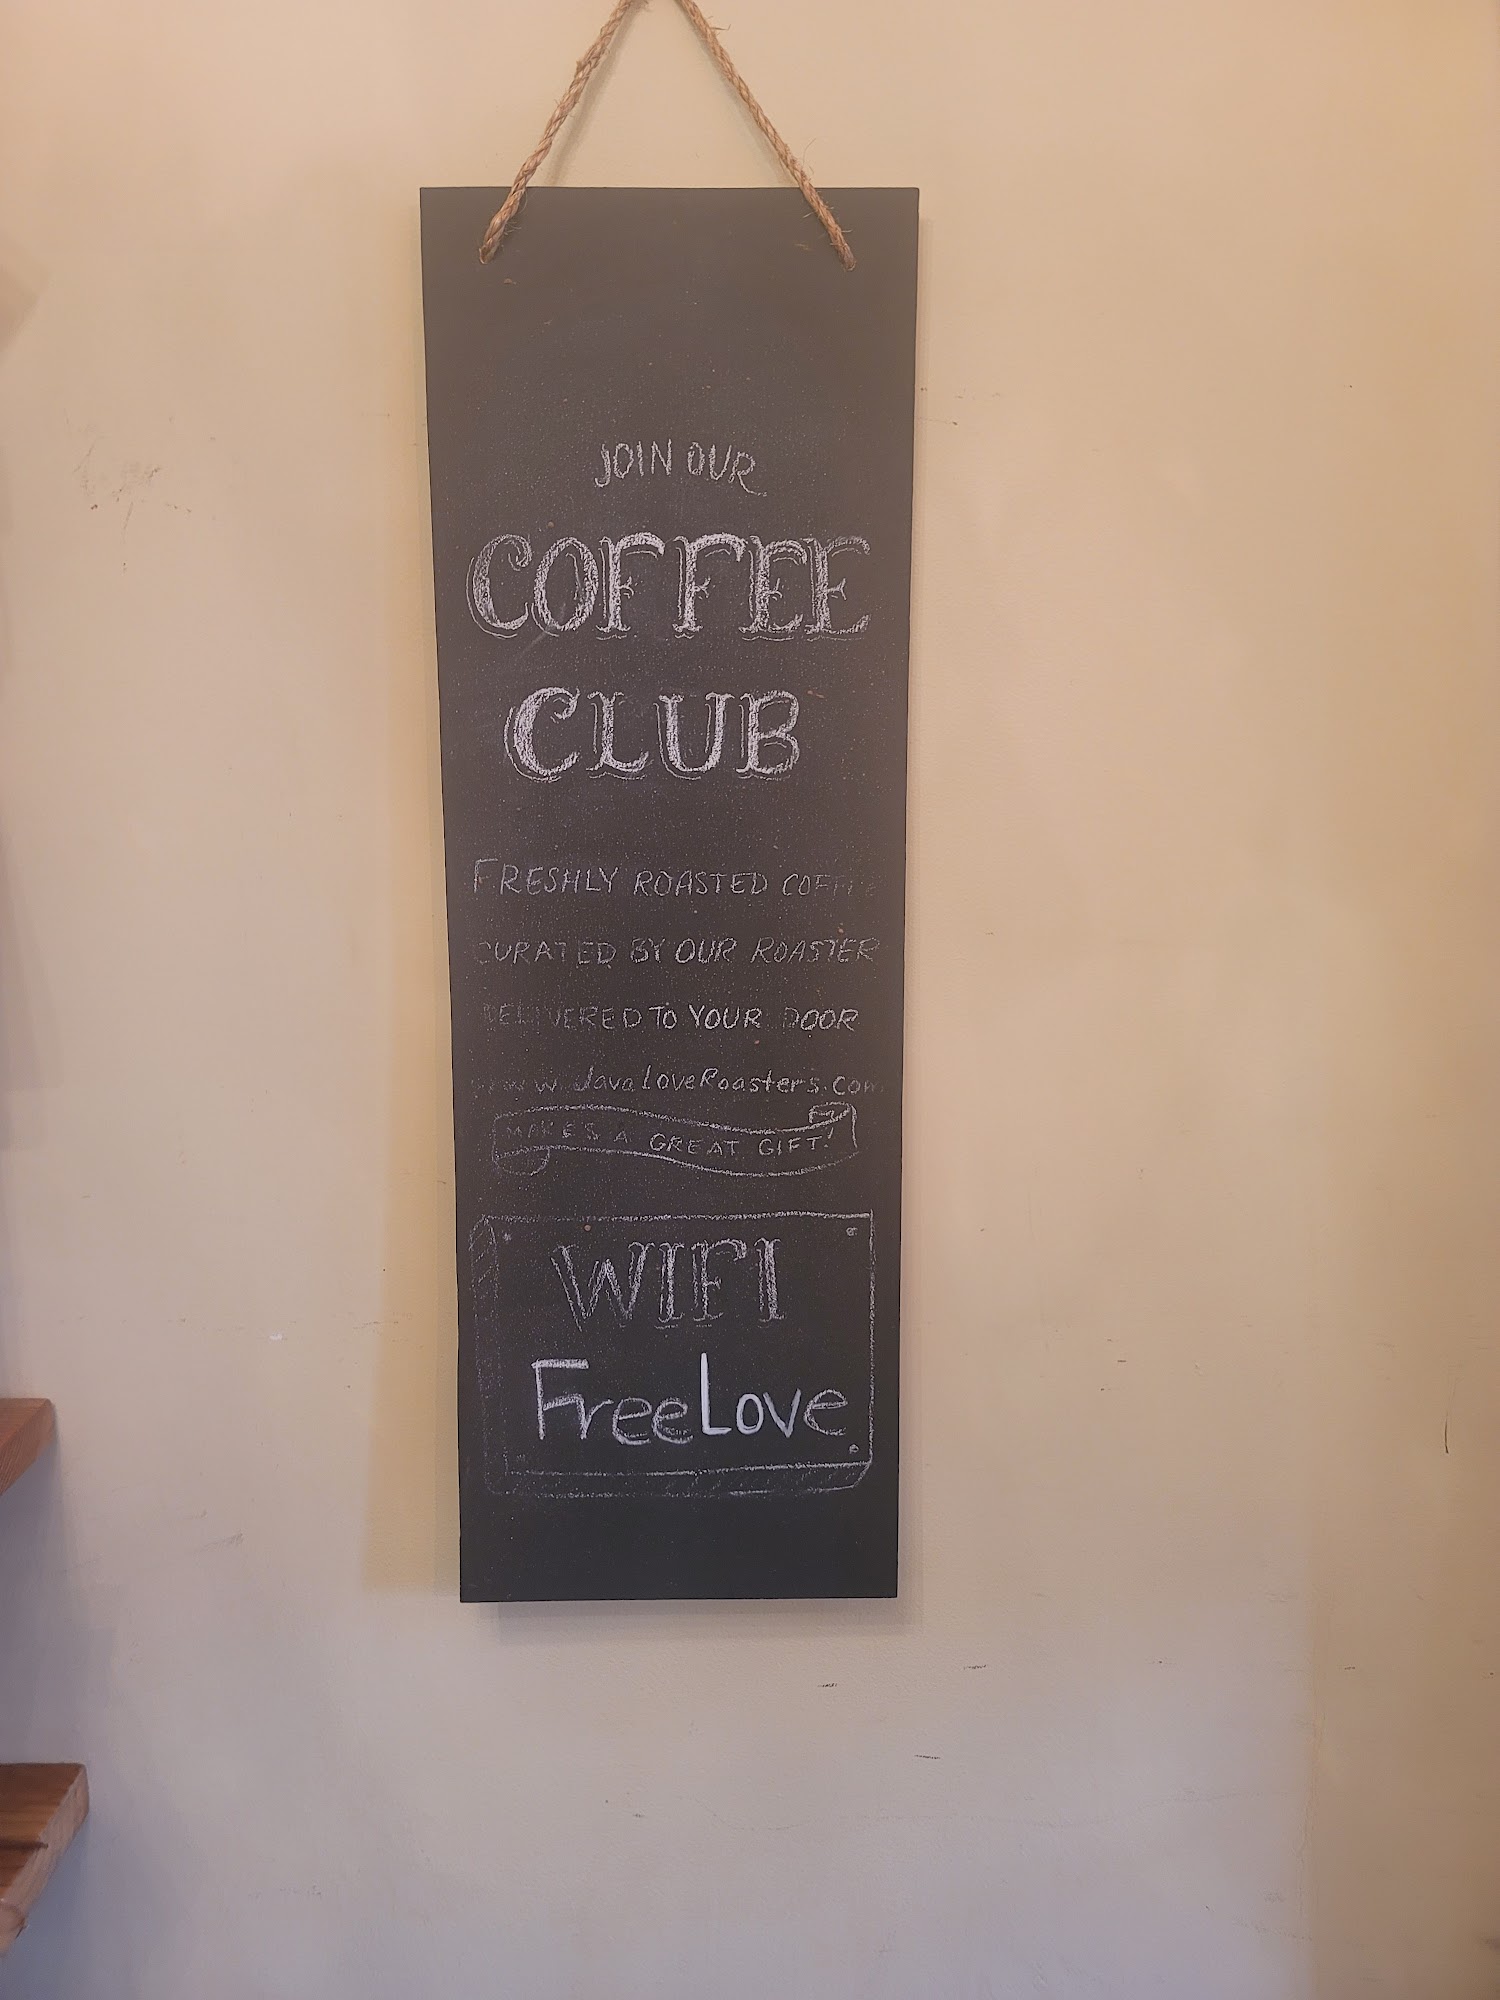 JOIN OUR
COFFEE
CLUB
FRESHLY ROASTED COFFEE
CURATED BY OUR ROASTER
DELIVERED TO YOUR DOOR
www.JavaLoveRoasters.com
MAKES A GREAT GIFT!
WIFI
FreeLove